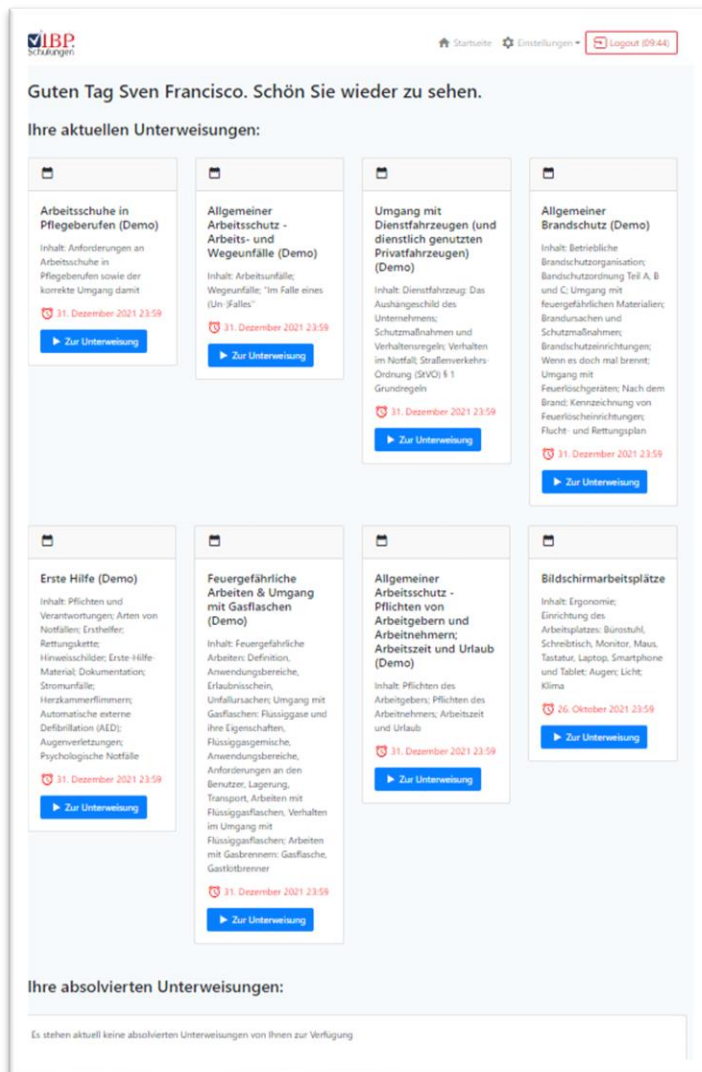 IBP.
Schulungen
Startseite
Einstellungen
Logout (09:44)
Guten Tag Sven Francisco. Schön Sie wieder zu sehen.
Ihre aktuellen Unterweisungen:
Arbeitsschuhe in
Pflegeberufen (Demo)
Inhalt: Anforderungen an
Arbeitsschuhe in
Pflegeberufen sowie der
korrekte Umgang damit
31. Dezember 2021 23:59
Zur Unterweisung
Allgemeiner
Arbeitsschutz -
Arbeits- und
Wegeunfälle (Demo)
Inhalt: Arbeitsunfälle;
Wegeunfälle; "Im Falle eines
(Un-)Falles"
31. Dezember 2021 23:59
Zur Unterweisung
Umgang mit
Dienstfahrzeugen (und
dienstlich genutzten
Privatfahrzeugen)
(Demo)
Inhalt: Dienstfahrzeug: Das
Aushängeschild des
Unternehmens;
Schutzmaßnahmen und
Verhaltensregeln; Verhalten
im Notfall; Straßenverkehrs-
Ordnung (StVO) § 1
Grundregeln
31. Dezember 2021 23:59
Zur Unterweisung
Allgemeiner
Brandschutz (Demo)
Inhalt: Betriebliche
Brandschutzorganisation;
Bandschutzordnung Teil A, B
und C; Umgang mit
feuergefährlichen Materialien;
Brandursachen und
Schutzmaßnahmen;
Brandschutzeinrichtungen;
Wenn es doch mal brennt;
Umgang mit
Feuerlöschgeräten; Nach dem
Brand; Kennzeichnung von
Feuerlöscheinrichtungen;
Flucht- und Rettungsplan
31. Dezember 2021 23:59
Zur Unterweisung
Erste Hilfe (Demo)
Inhalt: Pflichten und
Verantwortungen; Arten von
Notfällen; Ersthelfer;
Rettungskette;
Hinweisschilder; Erste-Hilfe-
Material; Dokumentation;
Stromunfälle;
Herzkammerflimmern;
Automatische externe
Defibrillation (AED);
Augenverletzungen;
Psychologische Notfälle
31. Dezember 2021 23:59
Zur Unterweisung
Feuergefährliche
Arbeiten & Umgang
mit Gasflaschen
(Demo)
Inhalt: Feuergefährliche
Arbeiten: Definition,
Anwendungsbereiche,
Erlaubnisschein,
Unfallursachen; Umgang mit
Gasflaschen: Flüssiggase und
ihre Eigenschaften,
Flüssiggasgemische,
Anwendungsbereiche,
Anforderungen an den
Benutzer, Lagerung,
Transport, Arbeiten mit
Flüssiggasflaschen, Verhalten
im Umgang mit
Flüssiggasflaschen; Arbeiten
mit Gasbrennern: Gasflasche,
Gastlötbrenner
31. Dezember 2021 23:59
Zur Unterweisung
Allgemeiner
Arbeitsschutz -
Pflichten von
Arbeitgebern und
Arbeitnehmern;
Arbeitszeit und Urlaub
(Demo)
Inhalt: Pflichten des
Arbeitgebers; Pflichten des
Arbeitnehmers; Arbeitszeit
und Urlaub
31. Dezember 2021 23:59
Zur Unterweisung
Bildschirmarbeitsplätze
Inhalt: Ergonomie;
Einrichtung des
Arbeitsplatzes: Bürostuhl,
Schreibtisch, Monitor, Maus,
Tastatur, Laptop, Smartphone
und Tablet; Augen; Licht;
Klima
26. Oktober 2021 23:59
Zur Unterweisung
Ihre absolvierten Unterweisungen:
Es stehen aktuell keine absolvierten Unterweisungen von Ihnen zur Verfügung